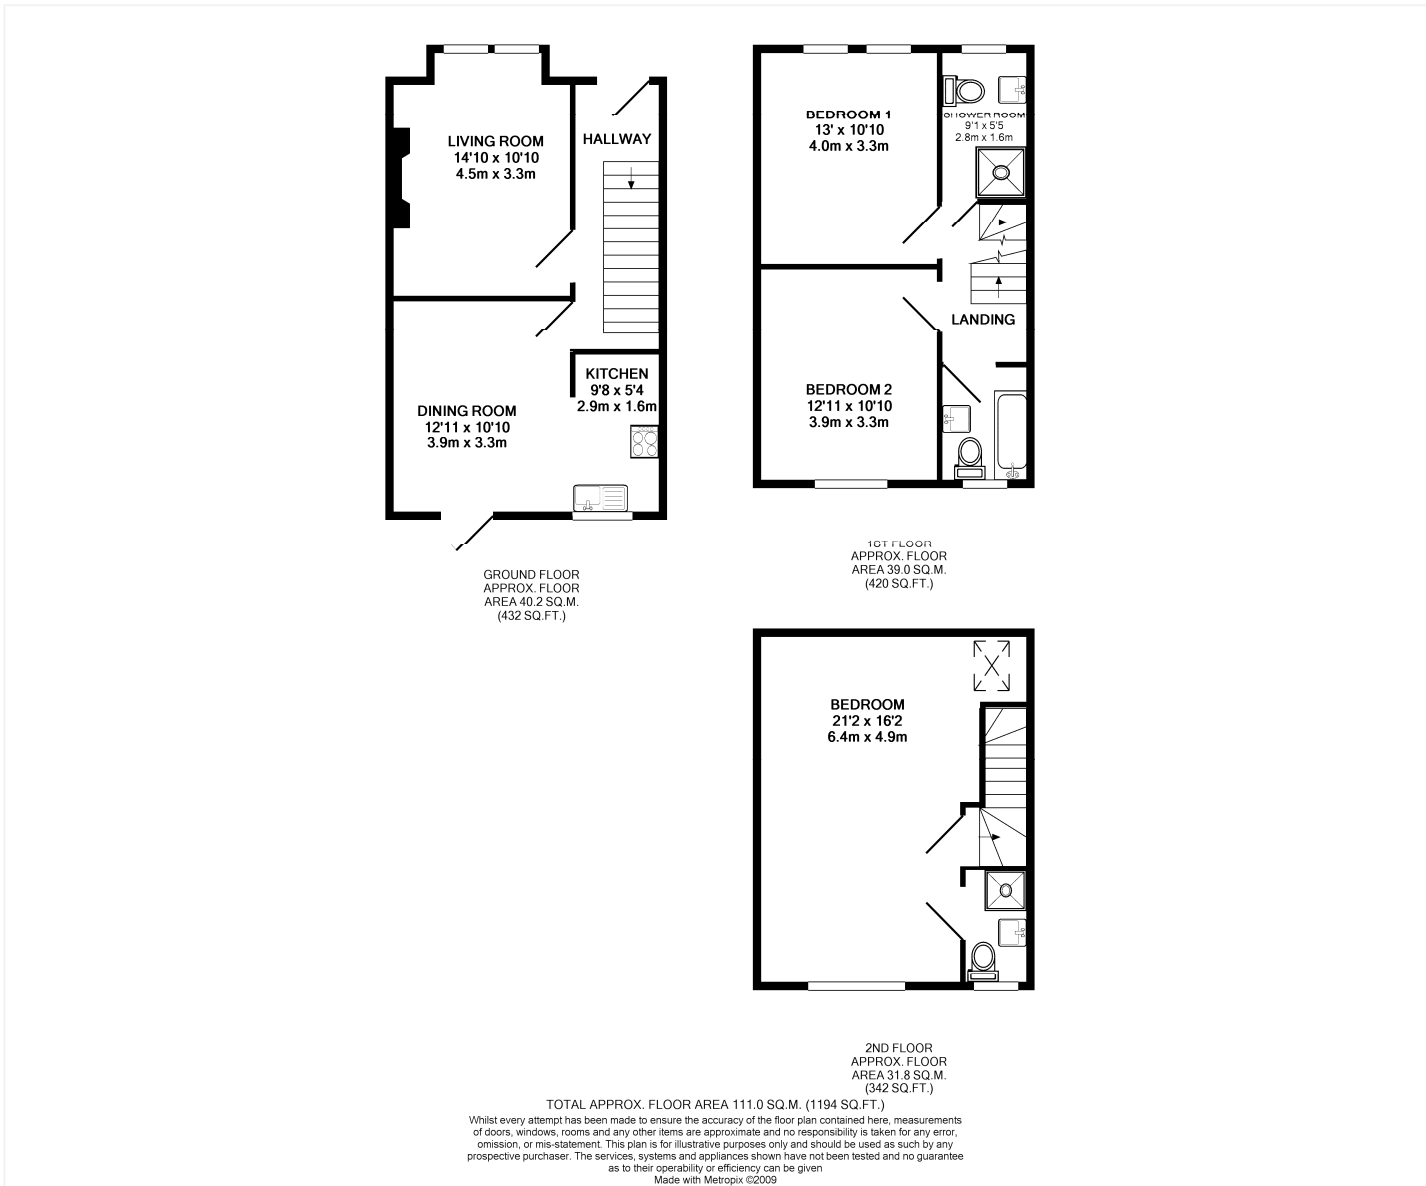 LIVING ROOM
14'10 x 10'10
4.5m x 3.3m
HALLWAY
KITCHEN
9'8 x 5'4
2.9m x 1.6m
DINING ROOM
12'11 x 10'10
3.9m x 3.3m
GROUND FLOOR
APPROX. FLOOR
AREA 40.2 SQ.M.
(432 SQ.FT.)
BEDROOM 1
13' x 10'10
4.0m x 3.3m
SHOWER ROOM
9'1 x 5'5
2.8m x 1.6m
LANDING
BEDROOM 2
12'11 x 10'10
3.9m x 3.3m
1ST FLOOR
APPROX. FLOOR
AREA 39.0 SQ.M.
(420 SQ.FT.)
BEDROOM
21'2 x 16'2
6.4m x 4.9m
2ND FLOOR
APPROX. FLOOR
AREA 31.8 SQ.M.
(342 SQ.FT.)
TOTAL APPROX. FLOOR AREA 111.0 SQ.M. (1194 SQ.FT.)
Whilst every attempt has been made to ensure the accuracy of the floor plan contained here, measurements
of doors, windows, rooms and any other items are approximate and no responsibility is taken for any error,
omission, or mis-statement. This plan is for illustrative purposes only and should be used as such by any
prospective purchaser. The services, systems and appliances shown have not been tested and no guarantee
as to their operability or efficiency can be given
Made with Metropix ©2009